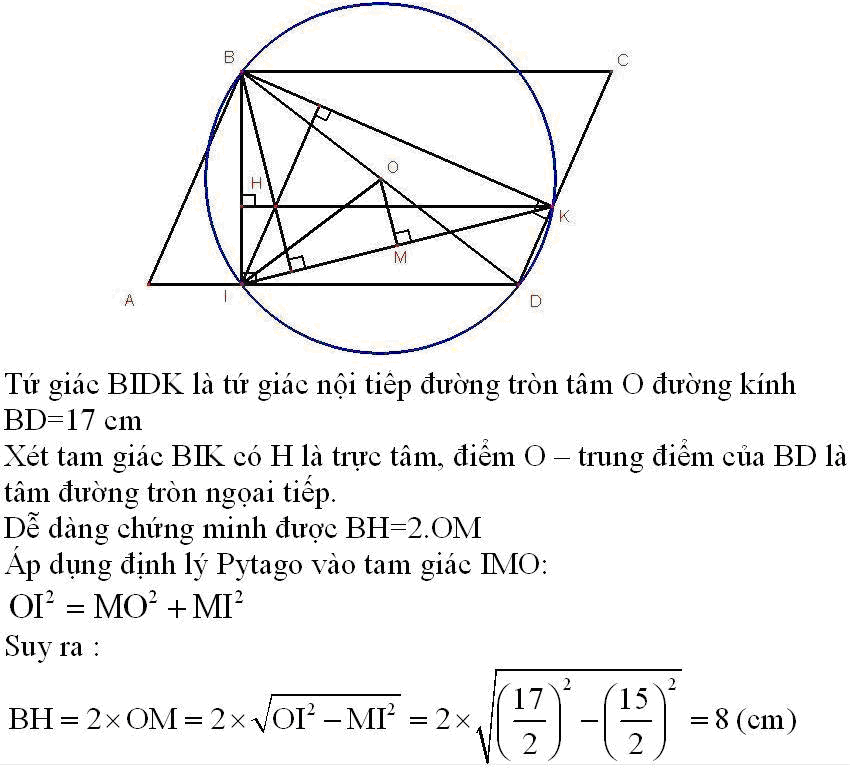 B
C
O
H
K
M
A
I
D
Tứ giác BIDK là tứ giác nội tiêp đường tròn tâm O đường kính
BD=17 cm
Xét tam giác BIK có H là trực tâm, điểm O – trung điểm của BD là
tâm đường tròn ngọai tiếp.
Dễ dàng chứng minh được BH=2.OM
Áp dụng định lý Pytago vào tam giác IMO:
OI² = MO² + MI²
Suy ra :
BH = 2×OM = 2×√(OI² − MI²) = 2×√((17/2)² − (15/2)²) = 8 (cm)